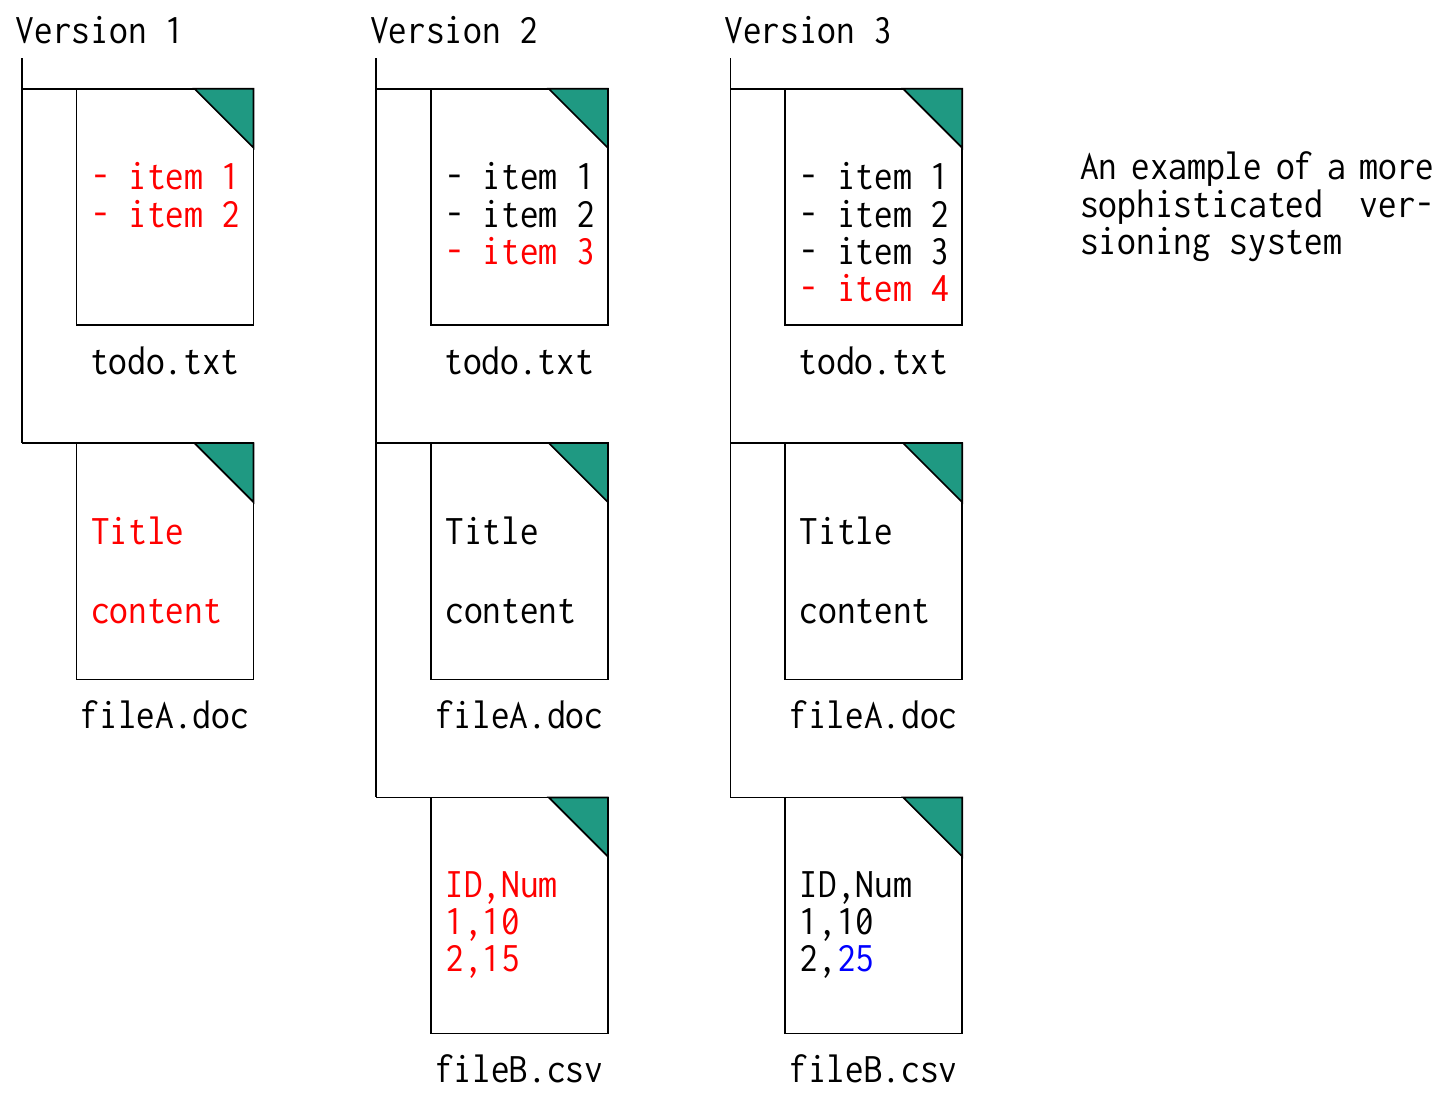 Version 1
- item 1
- item 2
todo.txt
Title
content
fileA.doc
Version 2
- item 1
- item 2
- item 3
todo.txt
Title
content
fileA.doc
ID,Num
1,10
2,15
fileB.csv
Version 3
- item 1
- item 2
- item 3
- item 4
todo.txt
Title
content
fileA.doc
ID,Num
1,10
2,25
fileB.csv
An example of a more
sophisticated ver-
sioning system